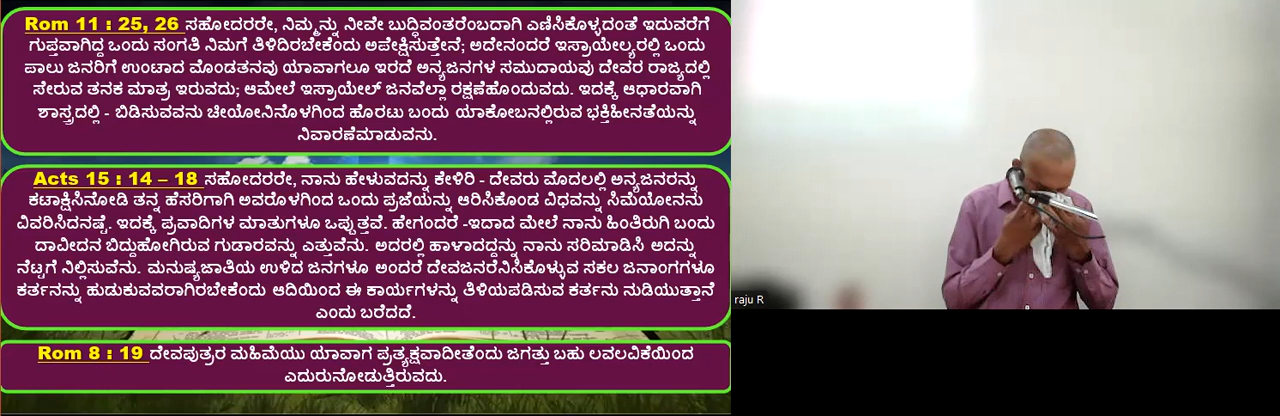 Rom 11 : 25, 26 ಸಹೋದರರೇ, ನಿಮ್ಮನ್ನು ನೀವೇ ಬುದ್ಧಿವಂತರೆಂಬದಾಗಿ ಎಣಿಸಿಕೊಳ್ಳದಂತೆ ಇದುವರೆಗೆ
ಗುಪ್ತವಾಗಿದ್ದ ಒಂದು ಸಂಗತಿ ನಿಮಗೆ ತಿಳಿದಿರಬೇಕೆಂದು ಅಪೇಕ್ಷಿಸುತ್ತೇನೆ; ಅದೇನಂದರೆ ಇಸ್ರಾಯೇಲ್ಯರಲ್ಲಿ ಒಂದು
ಪಾಲು ಜನರಿಗೆ ಉಂಟಾದ ಮೊಂಡತನವು ಯಾವಾಗಲೂ ಇರದೆ ಅನ್ಯಜನಗಳ ಸಮುದಾಯವು ದೇವರ ರಾಜ್ಯದಲ್ಲಿ
ಸೇರುವ ತನಕ ಮಾತ್ರ ಇರುವದು; ಆಮೇಲೆ ಇಸ್ರಾಯೇಲ್ ಜನವೆಲ್ಲಾ ರಕ್ಷಣೆಹೊಂದುವದು. ಇದಕ್ಕೆ ಆಧಾರವಾಗಿ
ಶಾಸ್ತ್ರದಲ್ಲಿ - ಬಿಡಿಸುವವನು ಚೀಯೋನಿನೊಳಗಿಂದ ಹೊರಟು ಬಂದು ಯಾಕೋಬನಲ್ಲಿರುವ ಭಕ್ತಿಹೀನತೆಯನ್ನು
ನಿವಾರಣೆಮಾಡುವನು.
Acts 15 : 14 – 18 ಸಹೋದರರೇ, ನಾನು ಹೇಳುವದನ್ನು ಕೇಳಿರಿ - ದೇವರು ಮೊದಲಲ್ಲಿ ಅನ್ಯಜನರನ್ನು
ಕಟಾಕ್ಷಿಸಿನೋಡಿ ತನ್ನ ಹೆಸರಿಗಾಗಿ ಅವರೊಳಗಿಂದ ಒಂದು ಪ್ರಜೆಯನ್ನು ಆರಿಸಿಕೊಂಡ ವಿಧವನ್ನು ಸಿಮೆಯೋನನು
ವಿವರಿಸಿದನಷ್ಟೆ. ಇದಕ್ಕೆ ಪ್ರವಾದಿಗಳ ಮಾತುಗಳೂ ಒಪ್ಪುತ್ತವೆ. ಹೇಗಂದರೆ -ಇದಾದ ಮೇಲೆ ನಾನು ಹಿಂತಿರುಗಿ ಬಂದು
ದಾವೀದನ ಬಿದ್ದುಹೋಗಿರುವ ಗುಡಾರವನ್ನು ಎತ್ತುವೆನು. ಅದರಲ್ಲಿ ಹಾಳಾದದ್ದನ್ನು ನಾನು ಸರಿಮಾಡಿಸಿ ಅದನ್ನು
ನೆಟ್ಟಗೆ ನಿಲ್ಲಿಸುವೆನು. ಮನುಷ್ಯಜಾತಿಯ ಉಳಿದ ಜನಗಳೂ ಅಂದರೆ ದೇವಜನರೆನಿಸಿಕೊಳ್ಳುವ ಸಕಲ ಜನಾಂಗಗಳೂ
ಕರ್ತನನ್ನು ಹುಡುಕುವವರಾಗಿರಬೇಕೆಂದು ಆದಿಯಿಂದ ಈ ಕಾರ್ಯಗಳನ್ನು ತಿಳಿಯಪಡಿಸುವ ಕರ್ತನು ನುಡಿಯುತ್ತಾನೆ
ಎಂದು ಬರೆದದೆ.
Rom 8 : 19 ದೇವಪುತ್ರರ ಮಹಿಮೆಯು ಯಾವಾಗ ಪ್ರತ್ಯಕ್ಷವಾದೀತೆಂದು ಜಗತ್ತು ಬಹು ಲವಲವಿಕೆಯಿಂದ
ಎದುರುನೋಡುತ್ತಿರುವದು.
raju R